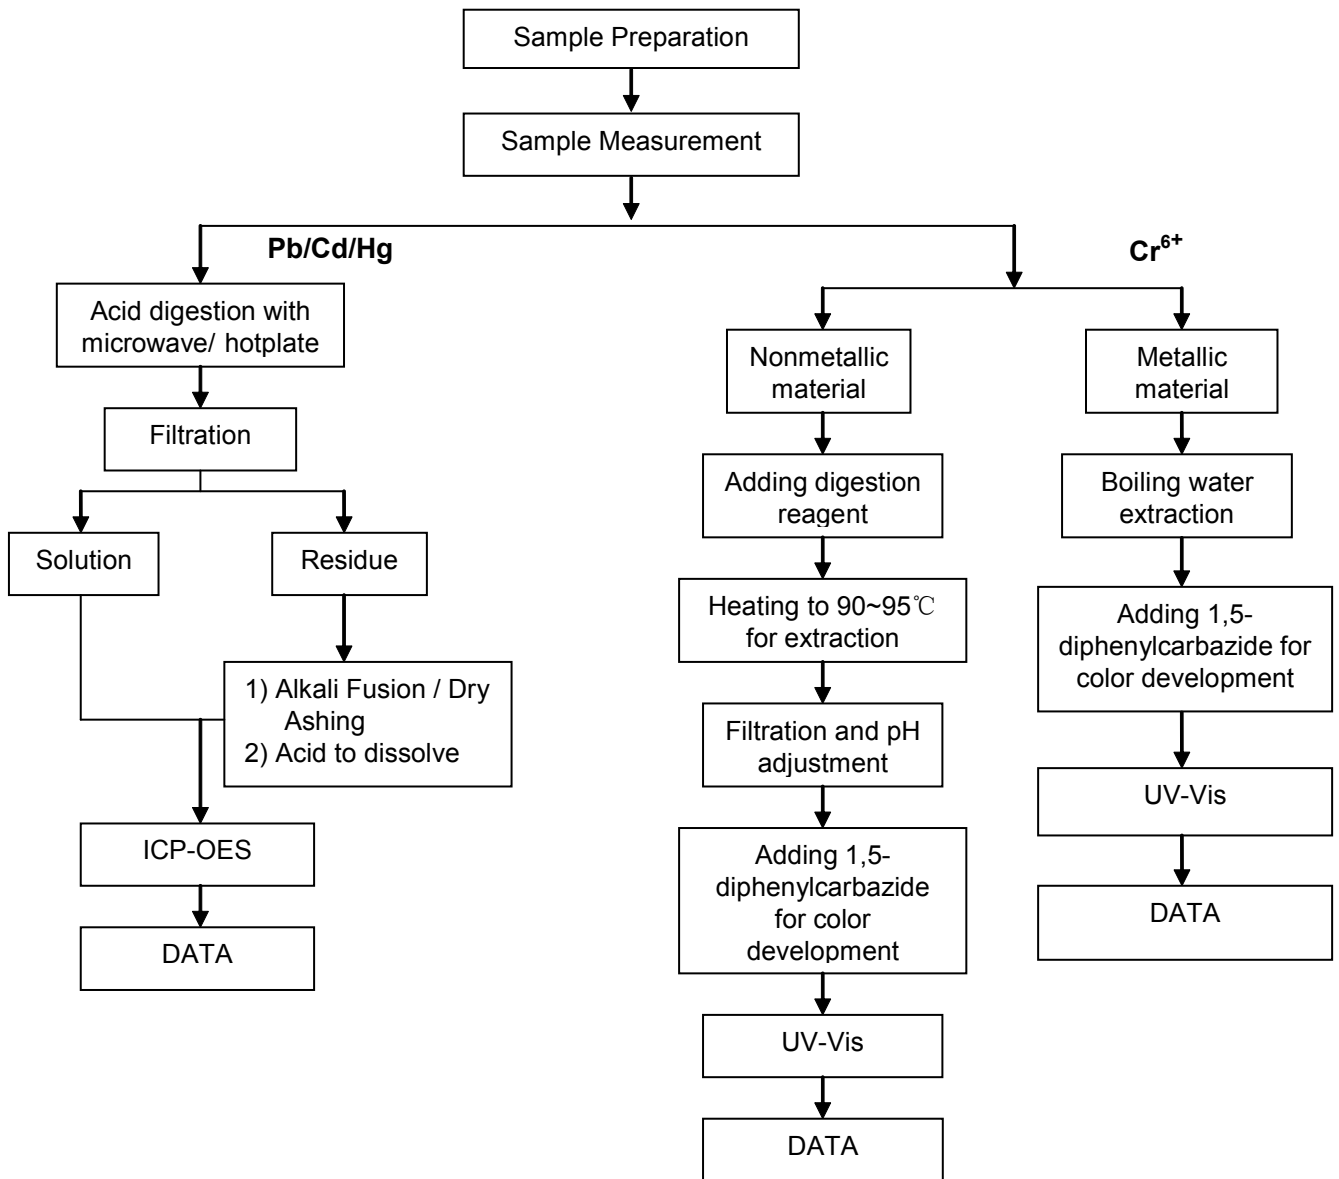 Sample Preparation
Sample Measurement
Pb/Cd/Hg
Acid digestion with
microwave/ hotplate
Filtration
Solution
Residue
1) Alkali Fusion / Dry
Ashing
2) Acid to dissolve
ICP-OES
DATA
Cr⁶⁺
Nonmetallic
material
Adding digestion
reagent
Heating to 90~95℃
for extraction
Filtration and pH
adjustment
Adding 1,5-
diphenylcarbazide
for color
development
UV-Vis
DATA
Metallic
material
Boiling water
extraction
Adding 1,5-
diphenylcarbazide for
color development
UV-Vis
DATA